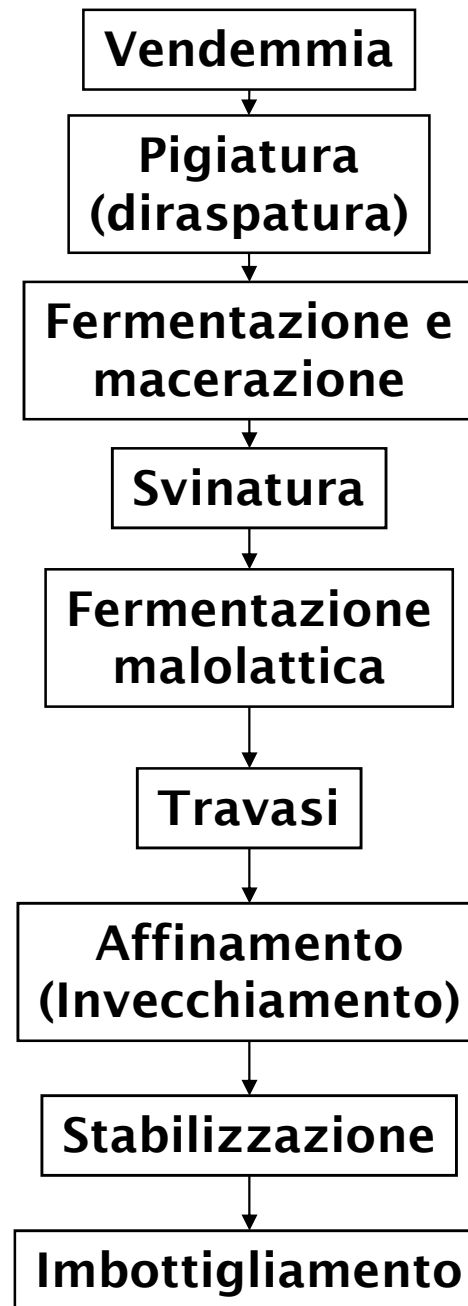 Vendemmia
Pigiatura
(diraspatura)
Fermentazione e
macerazione
Svinatura
Fermentazione
malolattica
Travasi
Affinamento
(Invecchiamento)
Stabilizzazione
Imbottigliamento